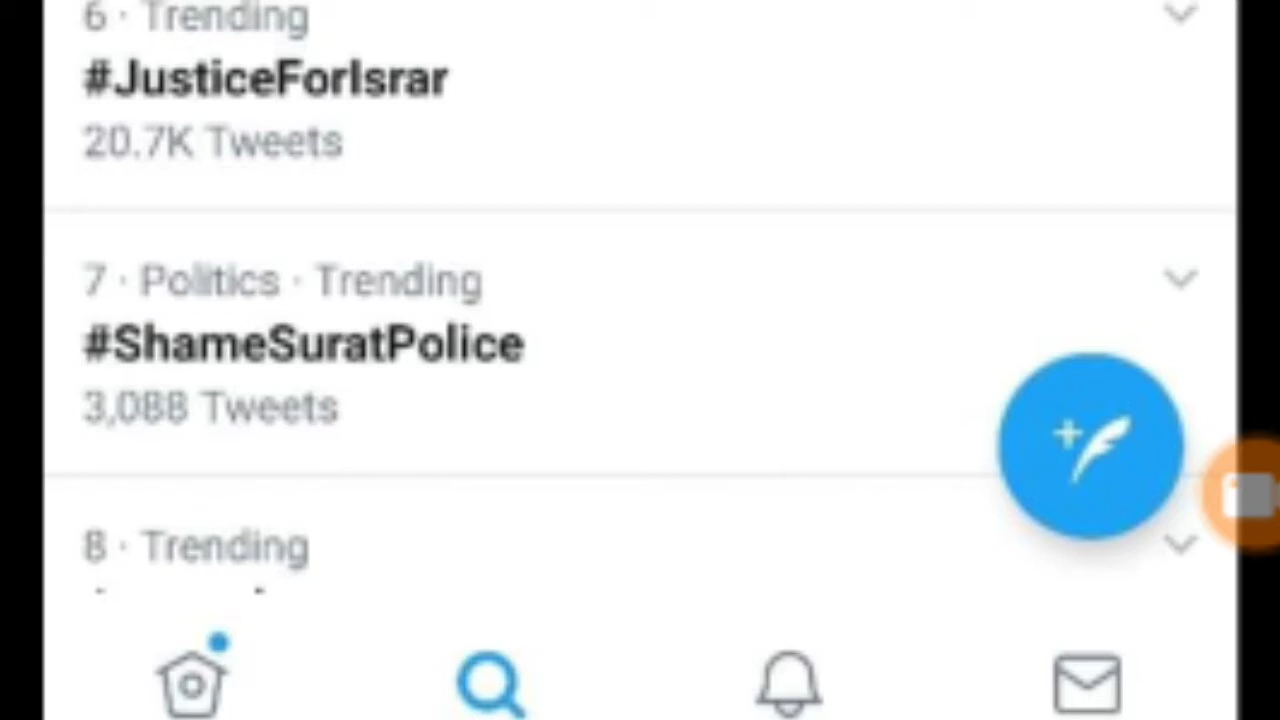 6 · Trending
#JusticeForIsrar
20.7K Tweets
7 · Politics · Trending
#ShameSuratPolice
3,088 Tweets
8 · Trending